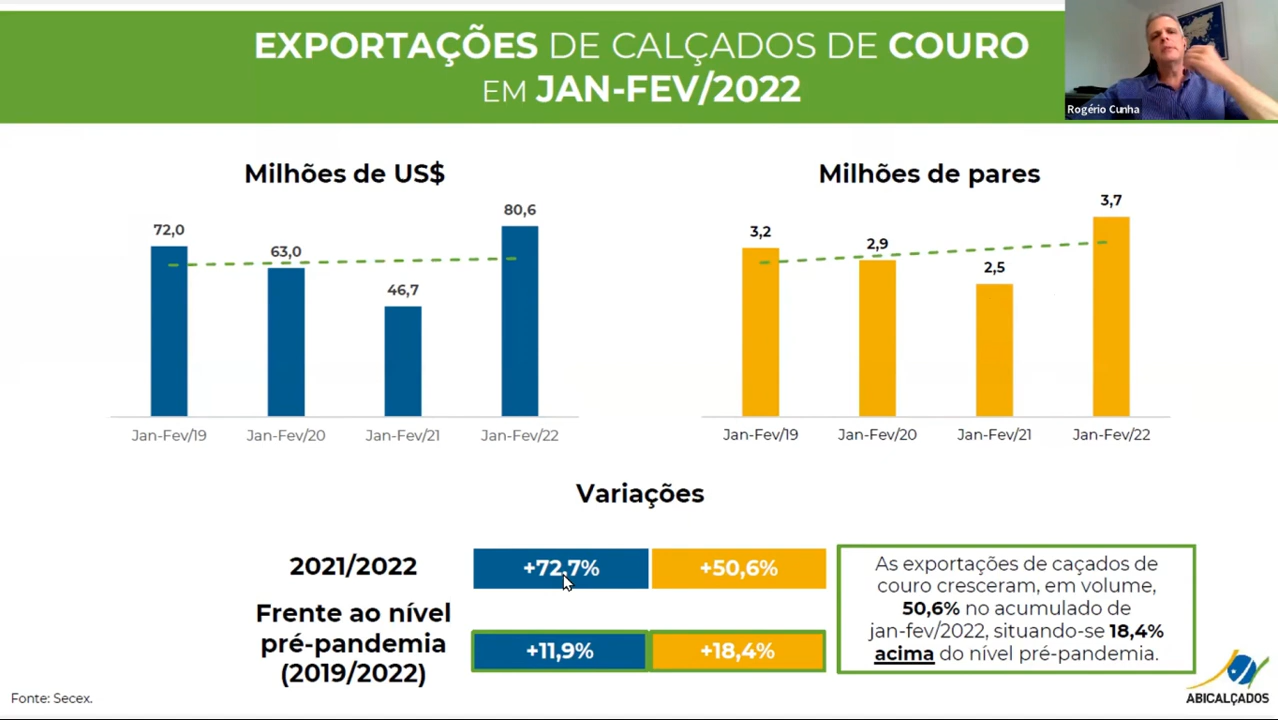 EXPORTAÇÕES DE CALÇADOS DE COURO
EM JAN-FEV/2022
Rogério Cunha
Milhões de US$
72,0
63,0
46,7
80,6
Jan-Fev/19
Jan-Fev/20
Jan-Fev/21
Jan-Fev/22
Milhões de pares
3,2
2,9
2,5
3,7
Jan-Fev/19
Jan-Fev/20
Jan-Fev/21
Jan-Fev/22
Variações
2021/2022
+72,7%
+50,6%
Frente ao nível
pré-pandemia
(2019/2022)
+11,9%
+18,4%
As exportações de caçados de
couro cresceram, em volume,
50,6% no acumulado de
jan-fev/2022, situando-se 18,4%
acima do nível pré-pandemia.
Fonte: Secex.
ABICALÇADOS